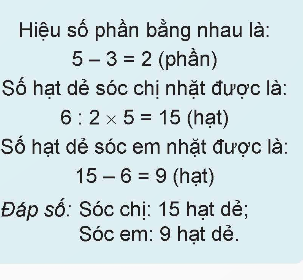 Hiệu số phần bằng nhau là:
5 – 3 = 2 (phần)
Số hạt dẻ sóc chị nhặt được là:
6 : 2 × 5 = 15 (hạt)
Số hạt dẻ sóc em nhặt được là:
15 – 6 = 9 (hạt)
Đáp số: Sóc chị: 15 hạt dẻ;
Sóc em: 9 hạt dẻ.